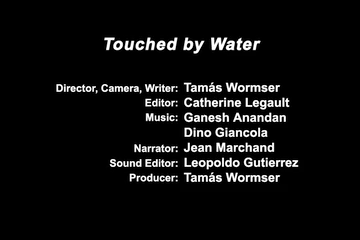 Touched by Water
Director, Camera, Writer: Tamás Wormser
Editor: Catherine Legault
Music: Ganesh Anandan
Dino Giancola
Narrator: Jean Marchand
Sound Editor: Leopoldo Gutierrez
Producer: Tamás Wormser